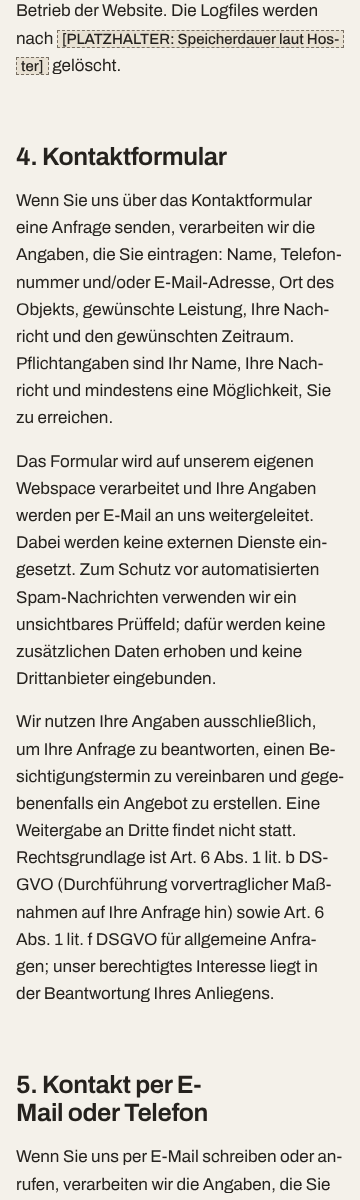 Betrieb der Website. Die Logfiles werden
nach [PLATZHALTER: Speicherdauer laut Hos-
ter] gelöscht.
4. Kontaktformular
Wenn Sie uns über das Kontaktformular
eine Anfrage senden, verarbeiten wir die
Angaben, die Sie eintragen: Name, Telefon-
nummer und/oder E-Mail-Adresse, Ort des
Objekts, gewünschte Leistung, Ihre Nach-
richt und den gewünschten Zeitraum.
Pflichtangaben sind Ihr Name, Ihre Nach-
richt und mindestens eine Möglichkeit, Sie
zu erreichen.
Das Formular wird auf unserem eigenen
Webspace verarbeitet und Ihre Angaben
werden per E-Mail an uns weitergeleitet.
Dabei werden keine externen Dienste ein-
gesetzt. Zum Schutz vor automatisierten
Spam-Nachrichten verwenden wir ein
unsichtbares Prüffeld; dafür werden keine
zusätzlichen Daten erhoben und keine
Drittanbieter eingebunden.
Wir nutzen Ihre Angaben ausschließlich,
um Ihre Anfrage zu beantworten, einen Be-
sichtigungstermin zu vereinbaren und gege-
benenfalls ein Angebot zu erstellen. Eine
Weitergabe an Dritte findet nicht statt.
Rechtsgrundlage ist Art. 6 Abs. 1 lit. b DS-
GVO (Durchführung vorvertraglicher Maß-
nahmen auf Ihre Anfrage hin) sowie Art. 6
Abs. 1 lit. f DSGVO für allgemeine Anfra-
gen; unser berechtigtes Interesse liegt in
der Beantwortung Ihres Anliegens.
5. Kontakt per E-
Mail oder Telefon
Wenn Sie uns per E-Mail schreiben oder an-
rufen, verarbeiten wir die Angaben, die Sie